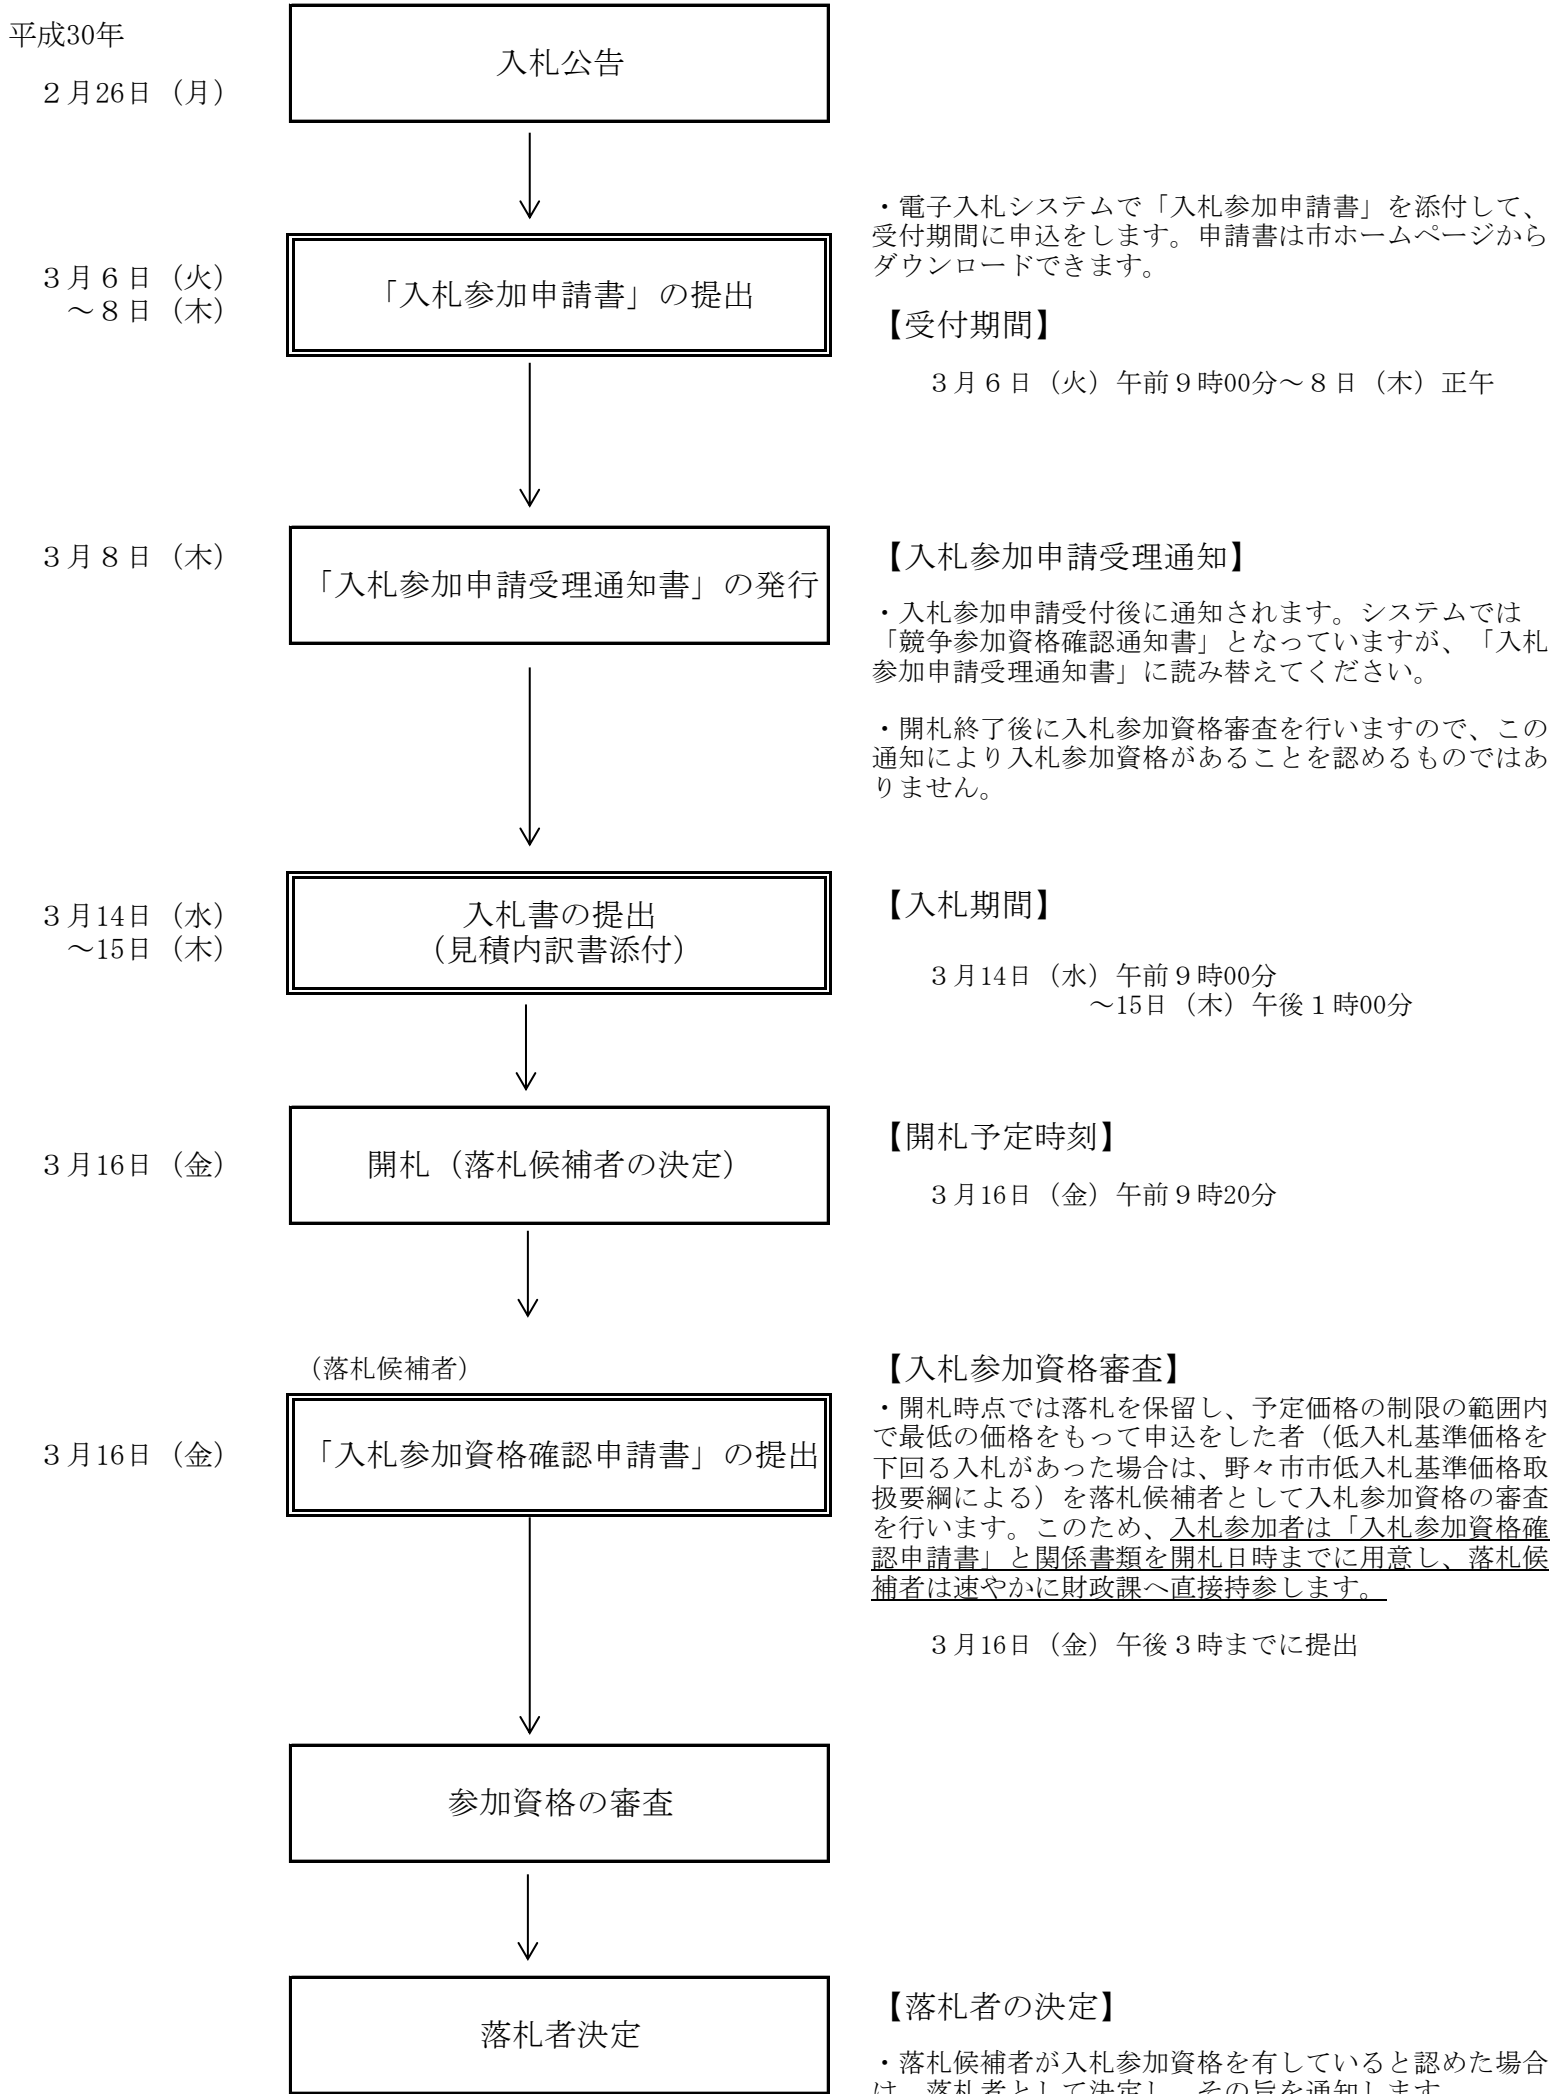 平成30年
２月26日（月）
入札公告
３月６日（火）
～８日（木）
「入札参加申請書」の提出
・電子入札システムで「入札参加申請書」を添付して、
受付期間に申込をします。申請書は市ホームページから
ダウンロードできます。
【受付期間】
３月６日（火）午前９時00分～８日（木）正午
３月８日（木）
「入札参加申請受理通知書」の発行
【入札参加申請受理通知】
・入札参加申請受付後に通知されます。システムでは
「競争参加資格確認通知書」となっていますが、「入札
参加申請受理通知書」に読み替えてください。
・開札終了後に入札参加資格審査を行いますので、この
通知により入札参加資格があることを認めるものではあ
りません。
３月14日（水）
～15日（木）
入札書の提出
（見積内訳書添付）
【入札期間】
３月14日（水）午前９時00分
～15日（木）午後１時00分
３月16日（金）
開札（落札候補者の決定）
【開札予定時刻】
３月16日（金）午前９時20分
（落札候補者）
３月16日（金）
「入札参加資格確認申請書」の提出
【入札参加資格審査】
・開札時点では落札を保留し、予定価格の制限の範囲内
で最低の価格をもって申込をした者（低入札基準価格を
下回る入札があった場合は、野々市市低入札基準価格取
扱要綱による）を落札候補者として入札参加資格の審査
を行います。このため、入札参加者は「入札参加資格確
認申請書」と関係書類を開札日時までに用意し、落札候
補者は速やかに財政課へ直接持参します。
３月16日（金）午後３時までに提出
参加資格の審査
落札者決定
【落札者の決定】
・落札候補者が入札参加資格を有していると認めた場合
は、落札者として決定し、その旨を通知します。